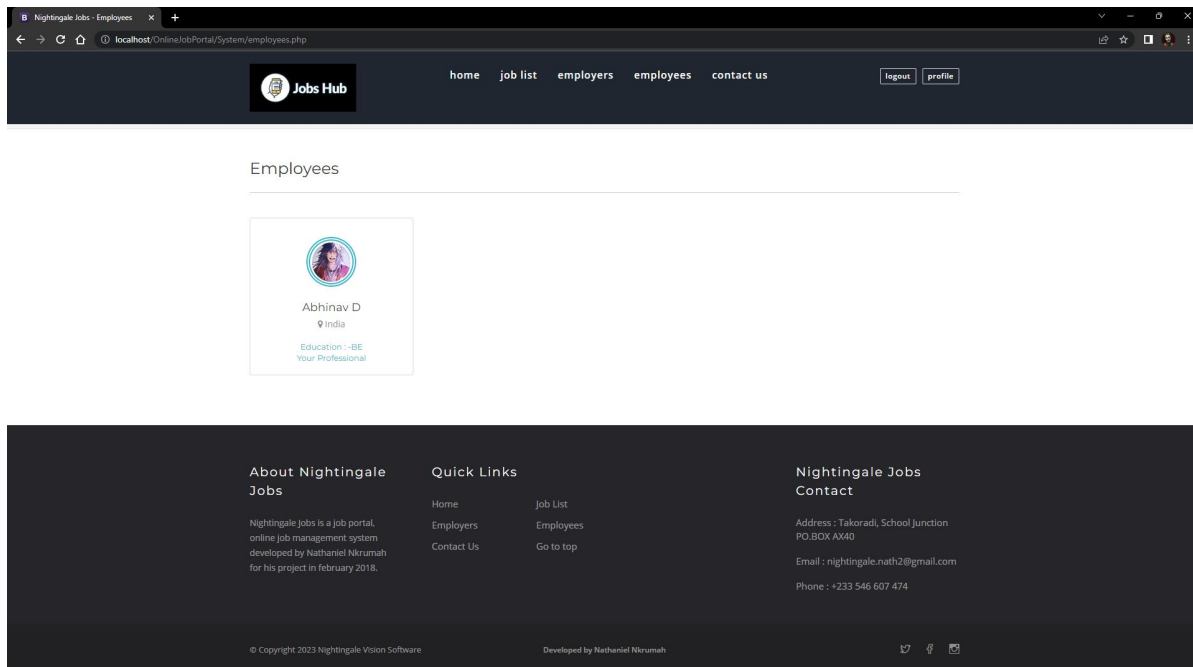 Nightingale Jobs - Employees
localhost/OnlineJobPortal/System/employees.php
Jobs Hub
home job list employers employees contact us
logout profile
Employees
Abhinav D
India
Education : -BE
Your Professional
About Nightingale
Jobs
Nightingale Jobs is a job portal,
online job management system
developed by Nathaniel Nkrumah
for his project in february 2018.
Quick Links
Home Job List
Employers Employees
Contact Us Go to top
Nightingale Jobs
Contact
Address : Takoradi, School Junction
PO.BOX AX40
Email : nightingale.nath2@gmail.com
Phone : +233 546 607 474
© Copyright 2023 Nightingale Vision Software
Developed by Nathaniel Nkrumah